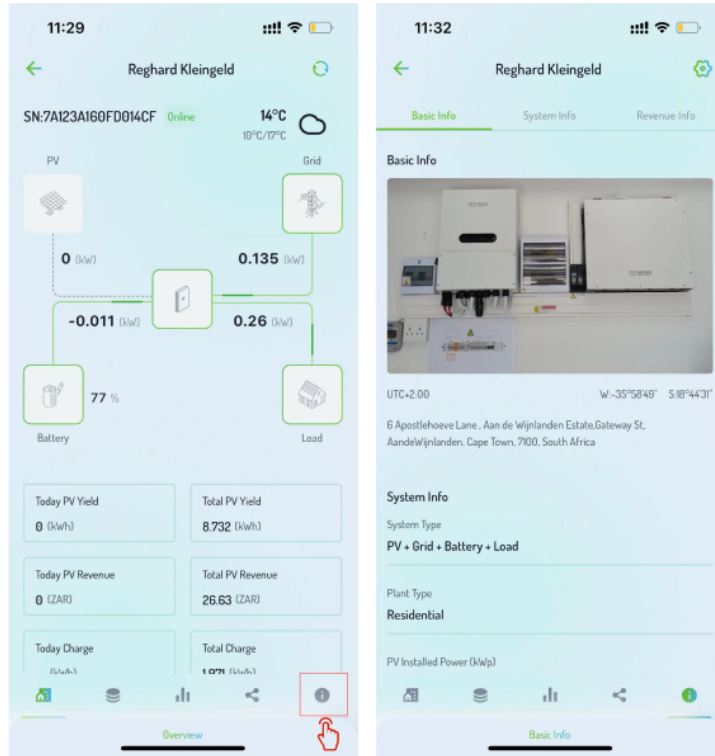 11:29
Reghard Kleingeld
SN:7A123A160FD014CF Online 14°C
10°C/17°C
PV Grid
0 (kW) 0.135 (kW)
-0.011 (kW) 0.26 (kW)
77 %
Battery Load
Today PV Yield Total PV Yield
0 (kWh) 8.732 (kWh)
Today PV Revenue Total PV Revenue
0 (ZAR) 26.63 (ZAR)
Today Charge Total Charge
(kWh) 1.971 (kWh)
Overview
11:32
Reghard Kleingeld
Basic Info System Info Revenue Info
Basic Info
UTC+2:00 W:-35°58'49" S:18°44'31"
6 Apostlehoeve Lane , Aan de Wijnlanden Estate,Gateway St,
AandeWijnlanden, Cape Town, 7100, South Africa
System Info
System Type
PV + Grid + Battery + Load
Plant Type
Residential
PV Installed Power (kWp)
Basic Info